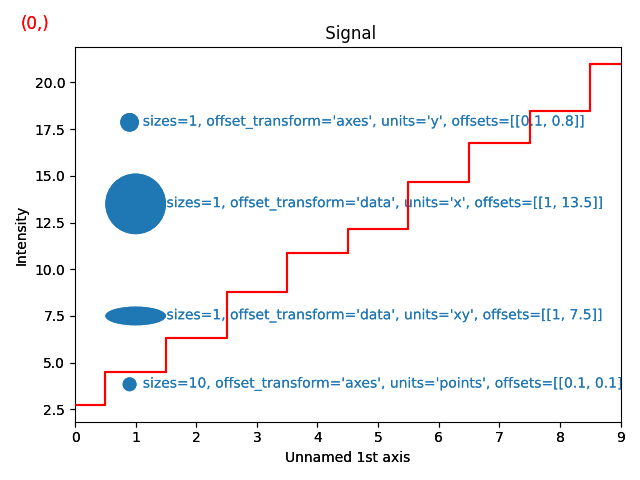 (0,)
Signal
20.0
17.5
15.0
12.5
10.0
7.5
5.0
2.5
Intensity
sizes=1, offset_transform='axes', units='y', offsets=[[0.1, 0.8]]
sizes=1, offset_transform='data', units='x', offsets=[[1, 13.5]]
sizes=1, offset_transform='data', units='xy', offsets=[[1, 7.5]]
sizes=10, offset_transform='axes', units='points', offsets=[[0.1, 0.1]
0 1 2 3 4 5 6 7 8 9
Unnamed 1st axis